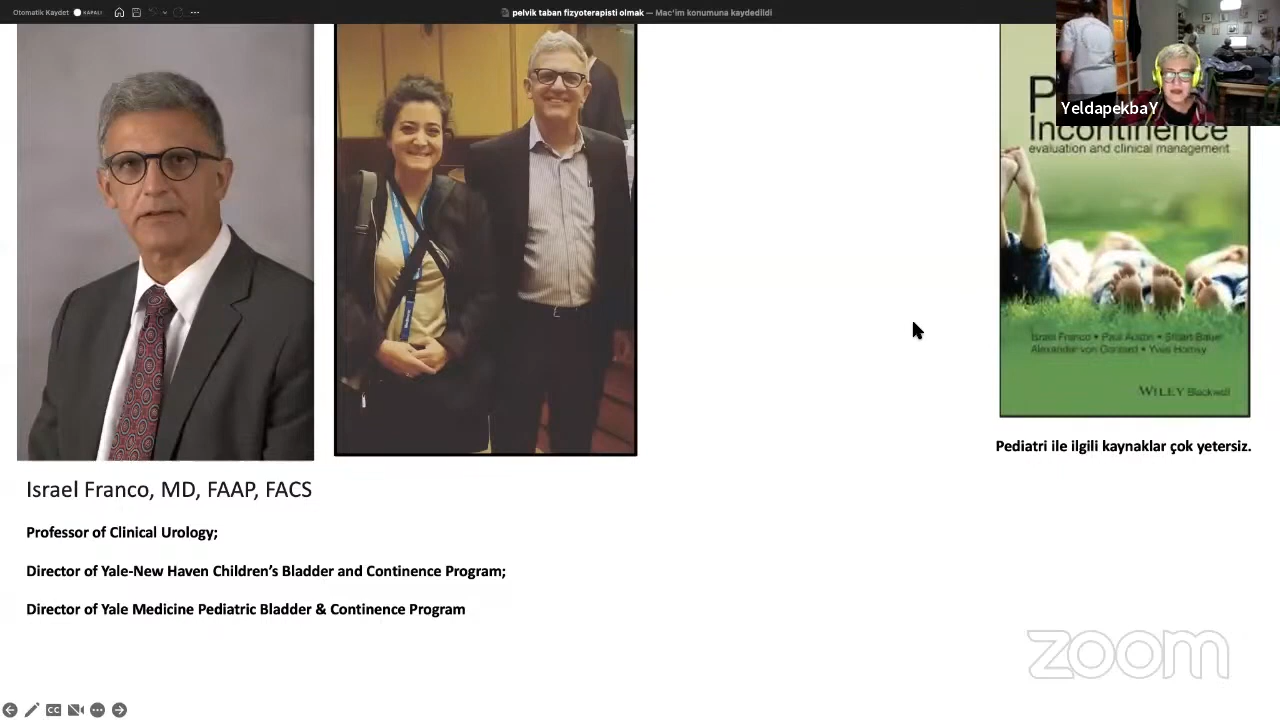 Otomatik Kaydet KAPALI
pelvik taban fizyoterapisti olmak — Mac'im konumuna kaydedildi
YeldapekbaY
P
Incontinence
evaluation and clinical management
Israel Franco • Paul Austin • Stuart Bauer
Alexander von Gontard • Yves Homsy
WILEY Blackwell
Pediatri ile ilgili kaynaklar çok yetersiz.
Israel Franco, MD, FAAP, FACS
Professor of Clinical Urology;
Director of Yale-New Haven Children's Bladder and Continence Program;
Director of Yale Medicine Pediatric Bladder & Continence Program
zoom
CC